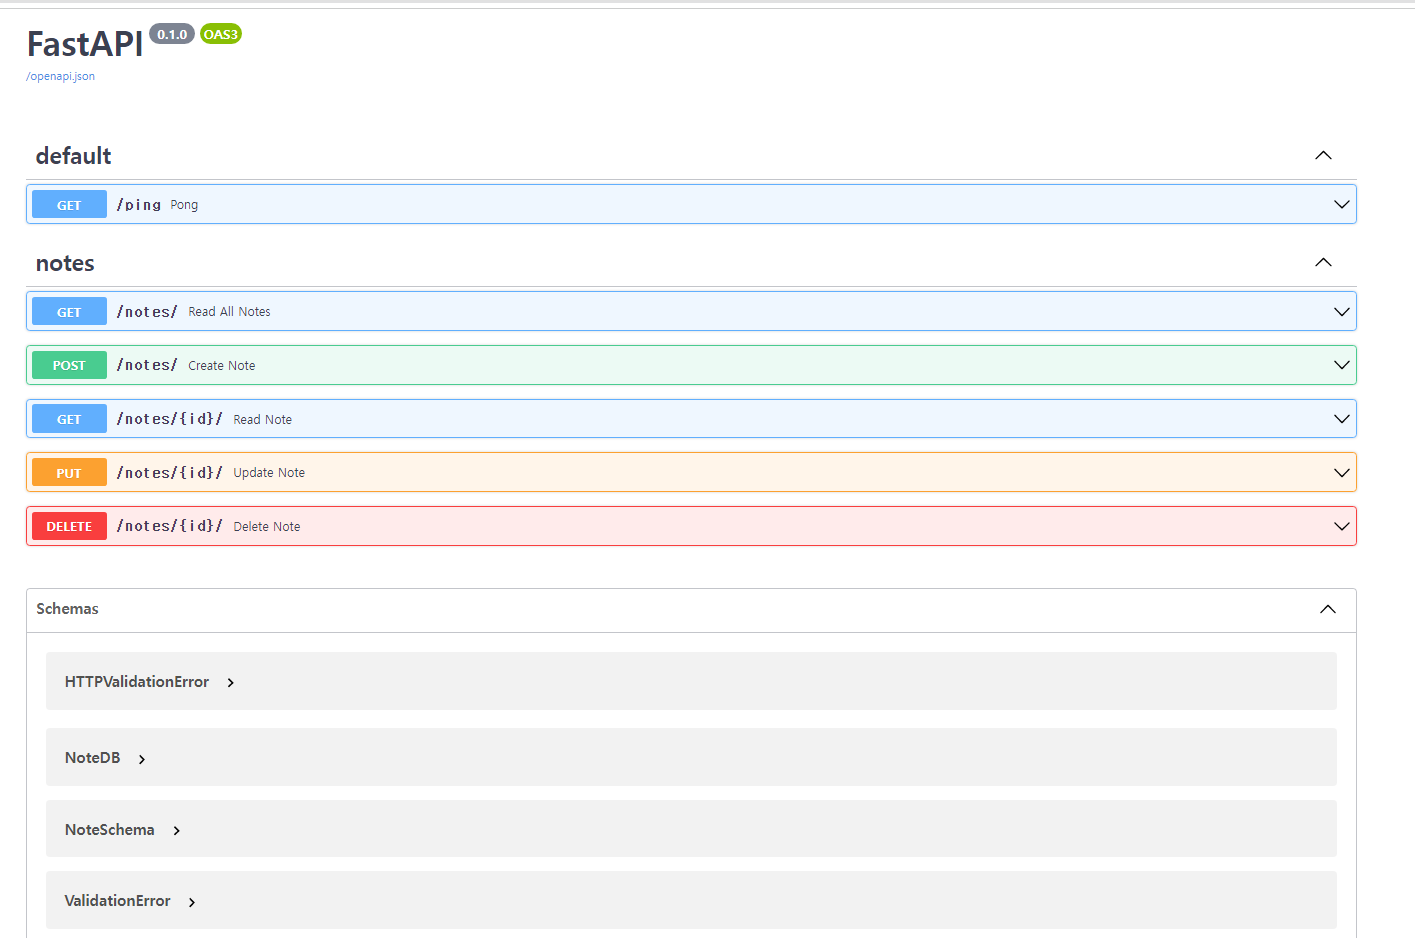 FastAPI 0.1.0 OAS3
/openapi.json
default
GET /ping Pong
notes
GET /notes/ Read All Notes
POST /notes/ Create Note
GET /notes/{id}/ Read Note
PUT /notes/{id}/ Update Note
DELETE /notes/{id}/ Delete Note
Schemas
HTTPValidationError
NoteDB
NoteSchema
ValidationError